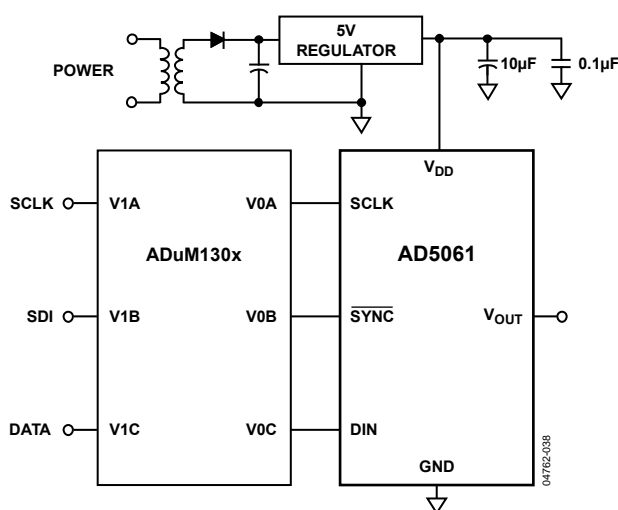 5V
REGULATOR
POWER
10µF
0.1µF
VDD
SCLK
V1A
V0A
SCLK
ADuM130x
AD5061
SDI
V1B
V0B
SYNC
VOUT
DATA
V1C
V0C
DIN
GND
04762-038